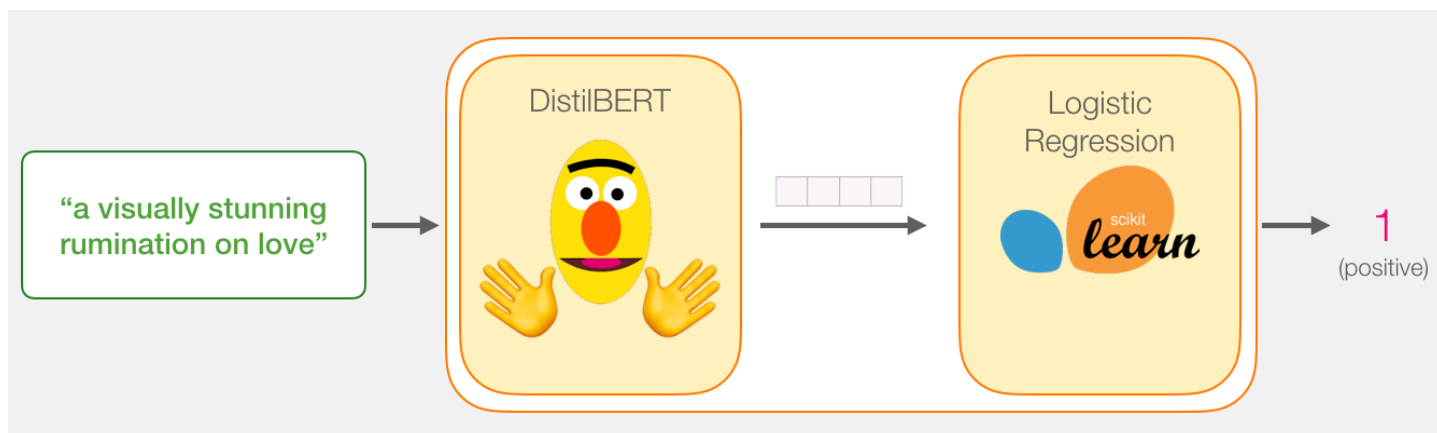 DistilBERT
Logistic
Regression
“a visually stunning
rumination on love”
scikit
learn
1
(positive)